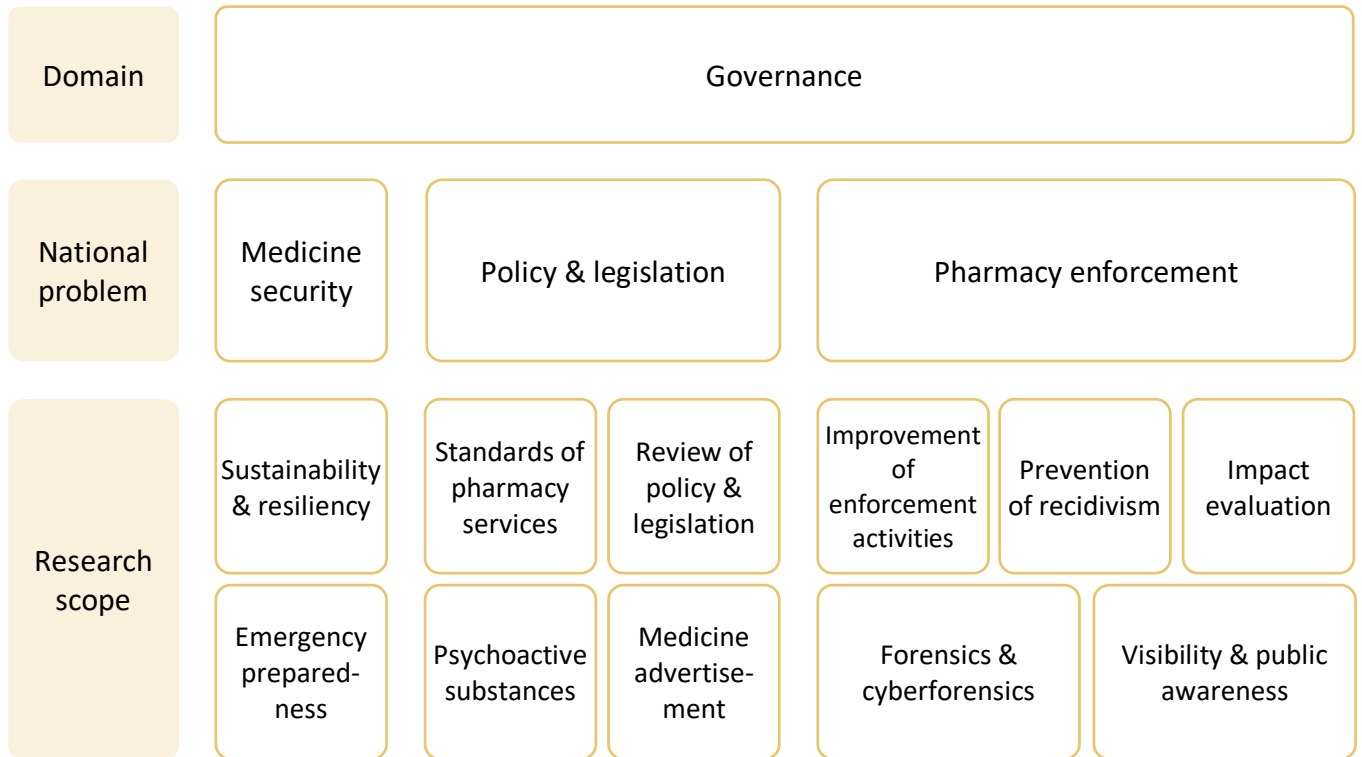 Domain
Governance
National
problem
Medicine
security
Policy & legislation
Pharmacy enforcement
Research
scope
Sustainability
& resiliency
Standards of
pharmacy
services
Review of
policy &
legislation
Improvement
of
enforcement
activities
Prevention
of recidivism
Impact
evaluation
Emergency
prepared-
ness
Psychoactive
substances
Medicine
advertise-
ment
Forensics &
cyberforensics
Visibility & public
awareness